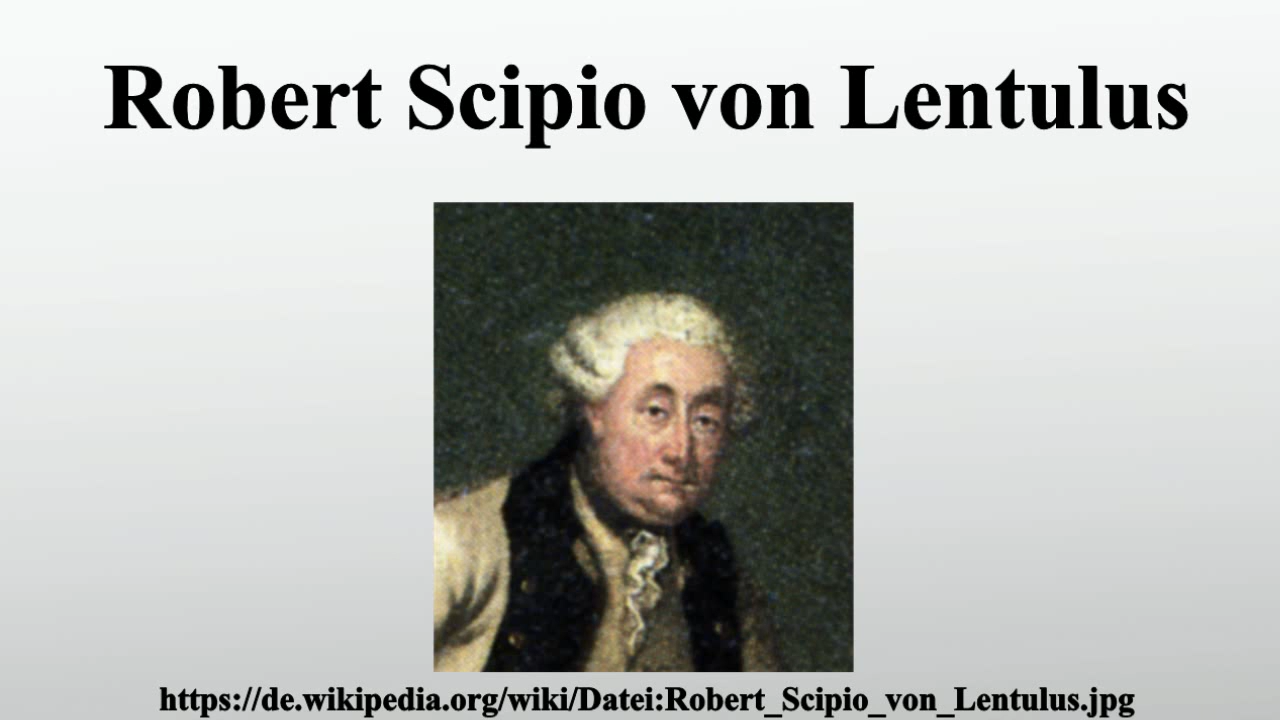 Robert Scipio von Lentulus
https://de.wikipedia.org/wiki/Datei:Robert_Scipio_von_Lentulus.jpg